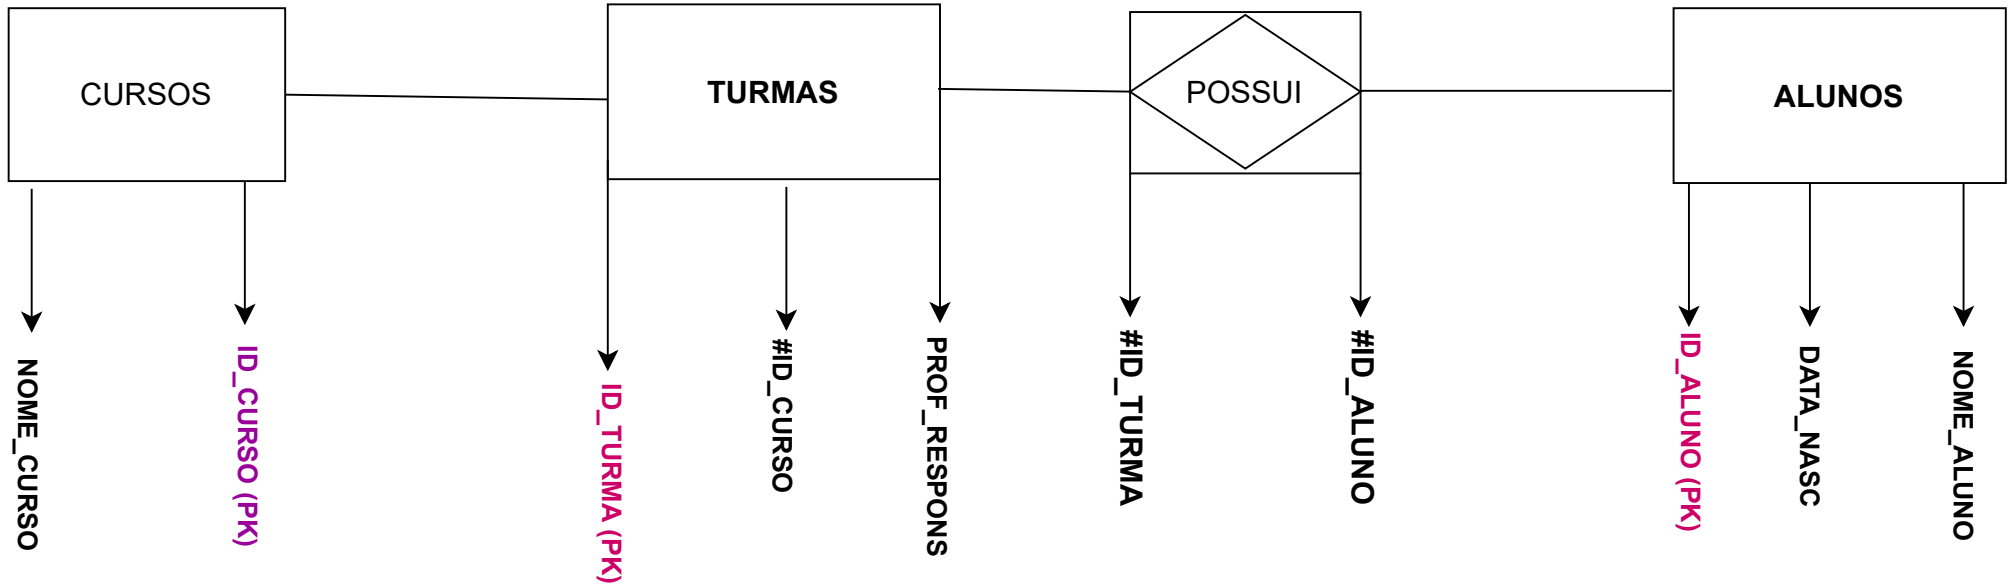 CURSOS
TURMAS
POSSUI
ALUNOS
NOME_CURSO
ID_CURSO (PK)
ID_TURMA (PK)
#ID_CURSO
PROF_RESPONS
#ID_TURMA
#ID_ALUNO
ID_ALUNO (PK)
DATA_NASC
NOME_ALUNO